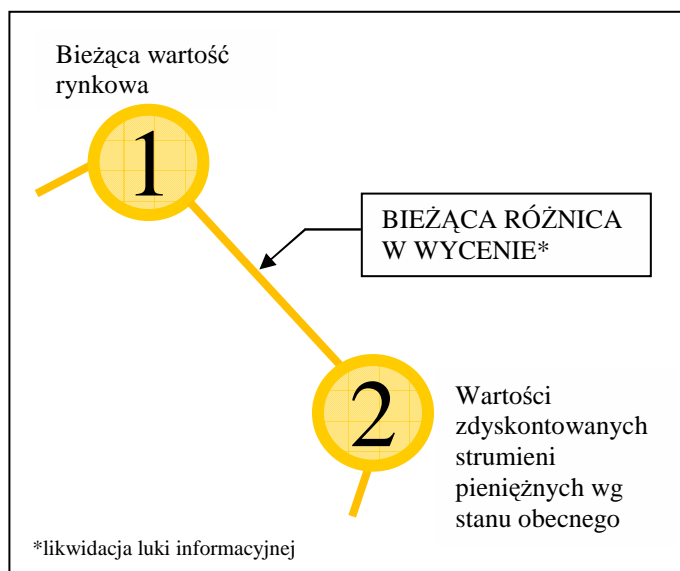 Bieżąca wartość
rynkowa
1
BIEŻĄCA RÓŻNICA
W WYCENIE*
2
Wartości
zdyskontowanych
strumieni
pieniężnych wg
stanu obecnego
*likwidacja luki informacyjnej